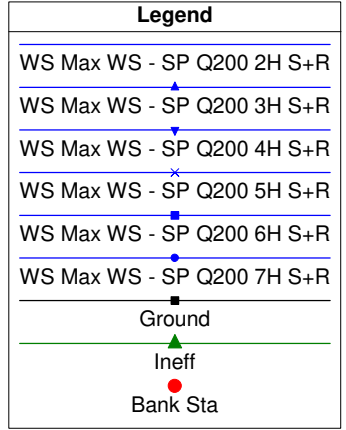 Legend
WS Max WS - SP Q200 2H S+R
WS Max WS - SP Q200 3H S+R
WS Max WS - SP Q200 4H S+R
WS Max WS - SP Q200 5H S+R
WS Max WS - SP Q200 6H S+R
WS Max WS - SP Q200 7H S+R
Ground
Ineff
Bank Sta